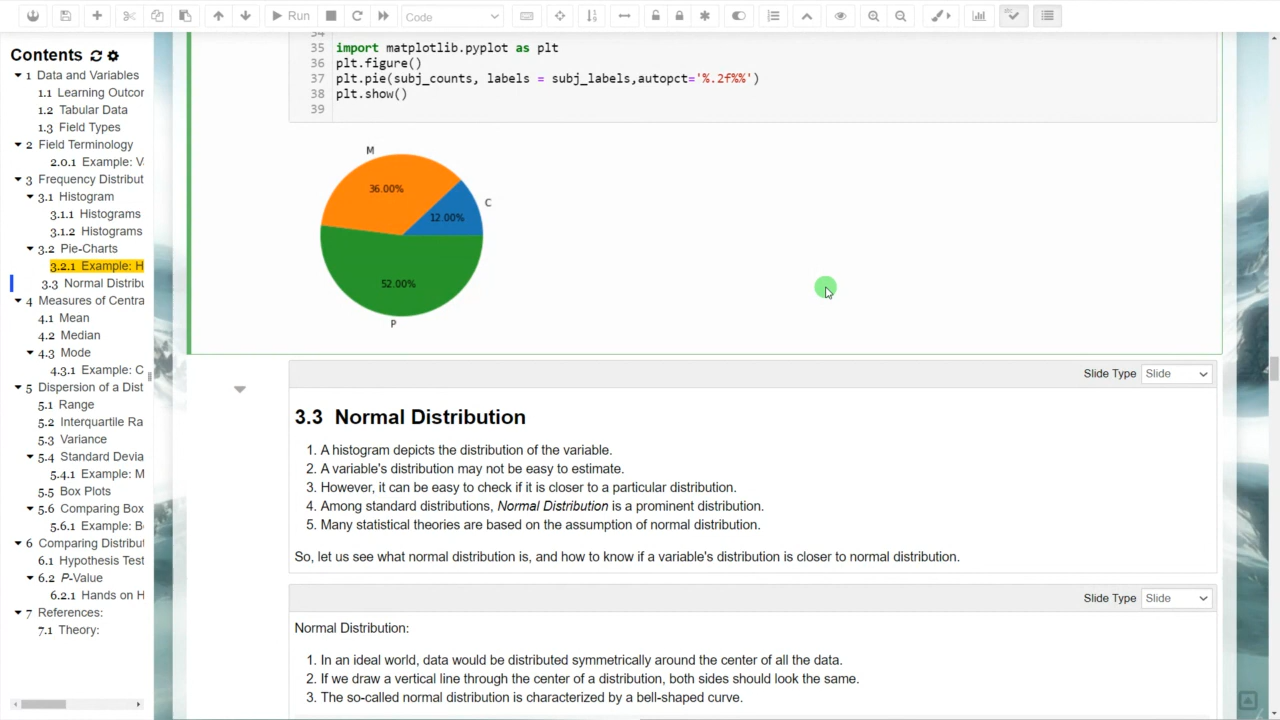 Run
Code
Contents
1 Data and Variables
1.1 Learning Outcor
1.2 Tabular Data
1.3 Field Types
2 Field Terminology
2.0.1 Example: V
3 Frequency Distribut
3.1 Histogram
3.1.1 Histograms
3.1.2 Histograms
3.2 Pie-Charts
3.2.1 Example: H
3.3 Normal Distribu
4 Measures of Centra
4.1 Mean
4.2 Median
4.3 Mode
4.3.1 Example: C
5 Dispersion of a Dist
5.1 Range
5.2 Interquartile Ra
5.3 Variance
5.4 Standard Devia
5.4.1 Example: M
5.5 Box Plots
5.6 Comparing Box
5.6.1 Example: B
6 Comparing Distribut
6.1 Hypothesis Test
6.2 P-Value
6.2.1 Hands on H
7 References:
7.1 Theory:
34
35 import matplotlib.pyplot as plt
36 plt.figure()
37 plt.pie(subj_counts, labels = subj_labels,autopct='%.2f%%')
38 plt.show()
39
M
36.00%
C
12.00%
52.00%
P
Slide Type Slide
3.3 Normal Distribution
1. A histogram depicts the distribution of the variable.
2. A variable's distribution may not be easy to estimate.
3. However, it can be easy to check if it is closer to a particular distribution.
4. Among standard distributions, Normal Distribution is a prominent distribution.
5. Many statistical theories are based on the assumption of normal distribution.
So, let us see what normal distribution is, and how to know if a variable's distribution is closer to normal distribution.
Slide Type Slide
Normal Distribution:
1. In an ideal world, data would be distributed symmetrically around the center of all the data.
2. If we draw a vertical line through the center of a distribution, both sides should look the same.
3. The so-called normal distribution is characterized by a bell-shaped curve.